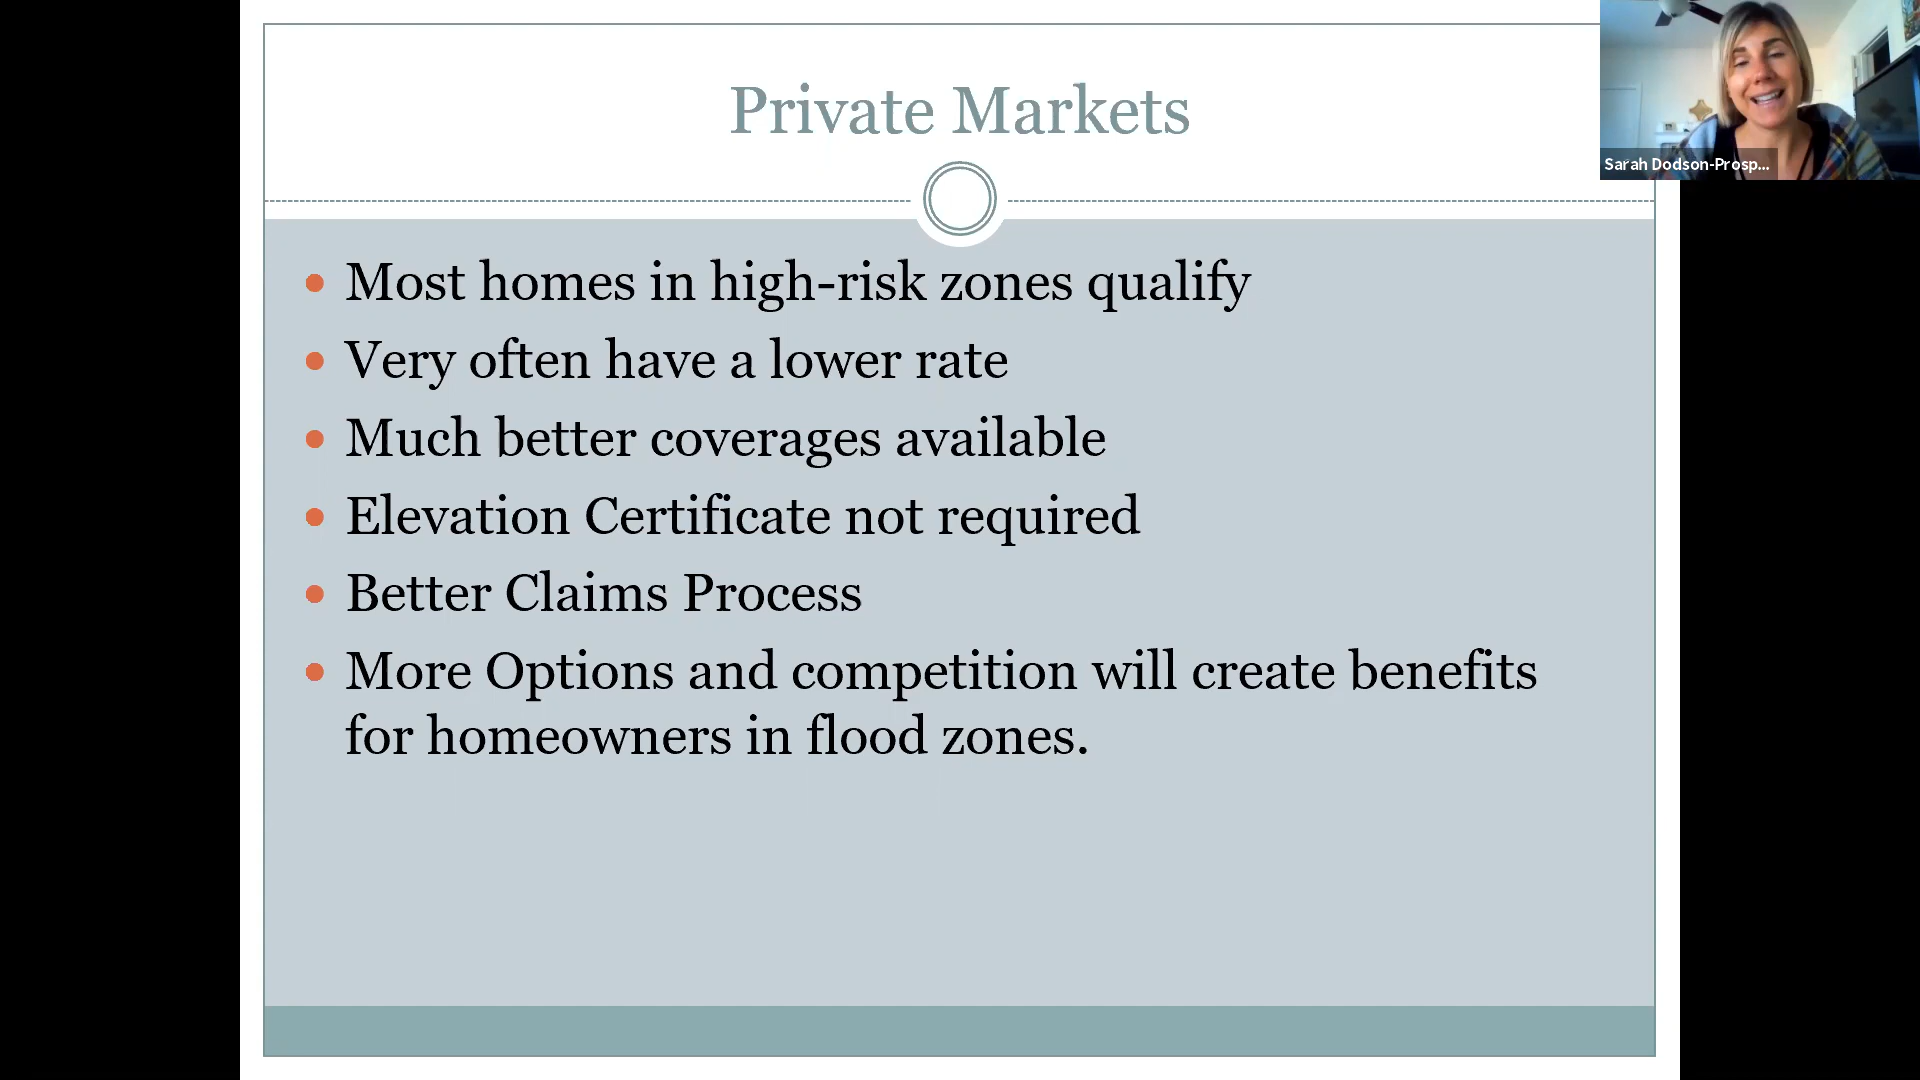 Private Markets
Sarah Dodson-Prosp...
• Most homes in high-risk zones qualify
• Very often have a lower rate
• Much better coverages available
• Elevation Certificate not required
• Better Claims Process
• More Options and competition will create benefits
for homeowners in flood zones.